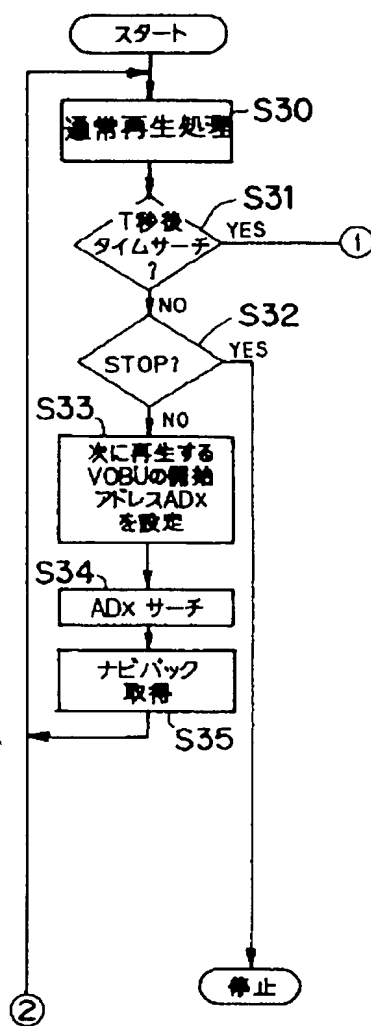 スタート
通常再生処理
S30
T秒後
タイムサーチ
?
S31
YES
①
NO
STOP?
S32
YES
NO
S33
次に再生する
VOBUの開始
アドレスADx
を設定
S34
ADx サーチ
ナビパック
取得
S35
停止
②